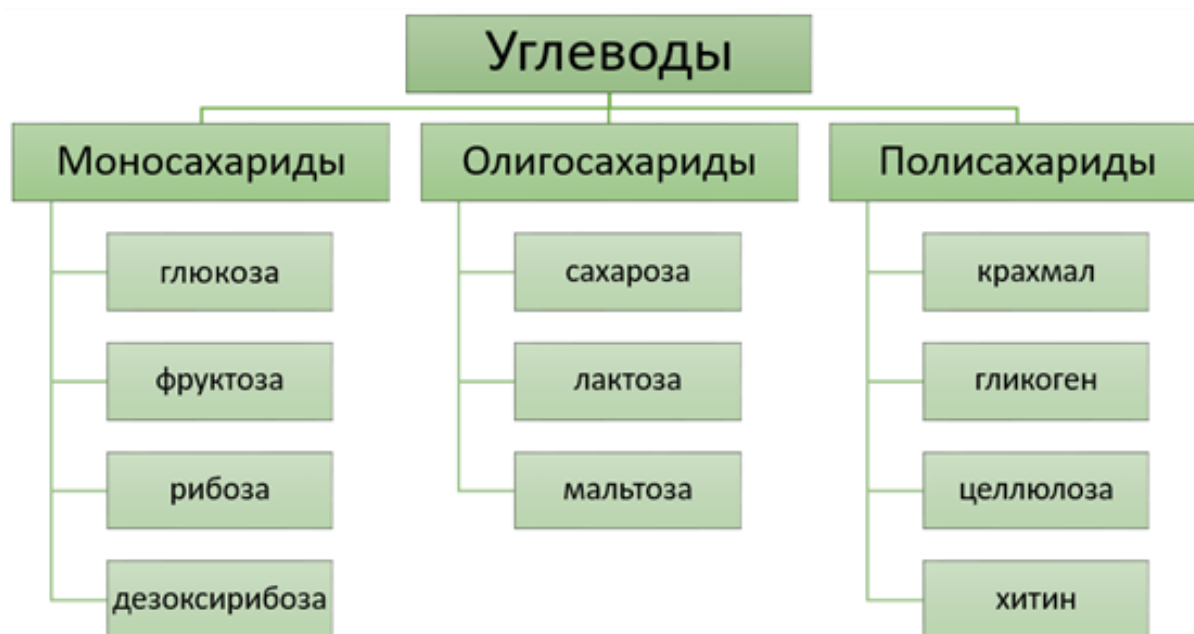 Углеводы
Моносахариды
глюкоза
фруктоза
рибоза
дезоксирибоза
Олигосахариды
сахароза
лактоза
мальтоза
Полисахариды
крахмал
гликоген
целлюлоза
хитин